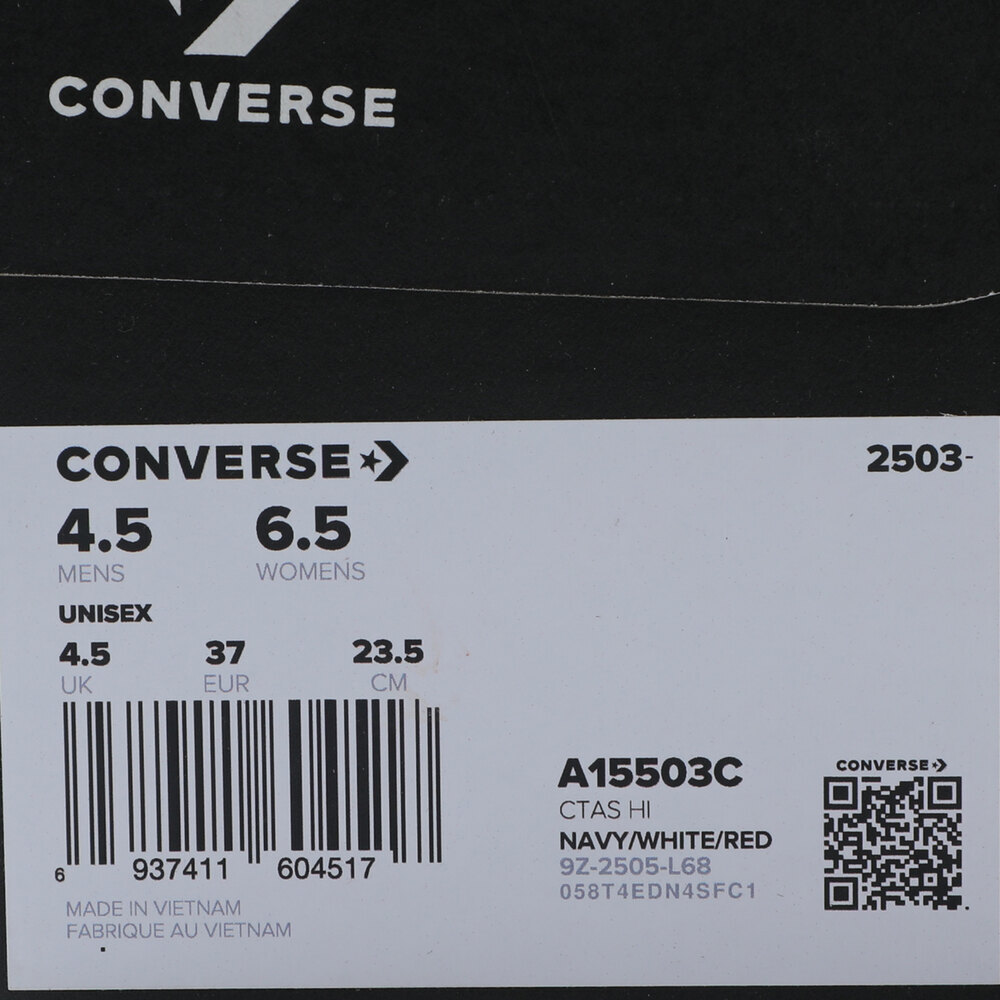 CONVERSE
CONVERSE 2503-
4.5 6.5
MENS WOMENS
UNISEX
4.5 37 23.5
UK EUR CM
6 937411 604517
MADE IN VIETNAM
FABRIQUE AU VIETNAM
A15503C
CTAS HI
NAVY/WHITE/RED
9Z-2505-L68
058T4EDN4SFC1
CONVERSE